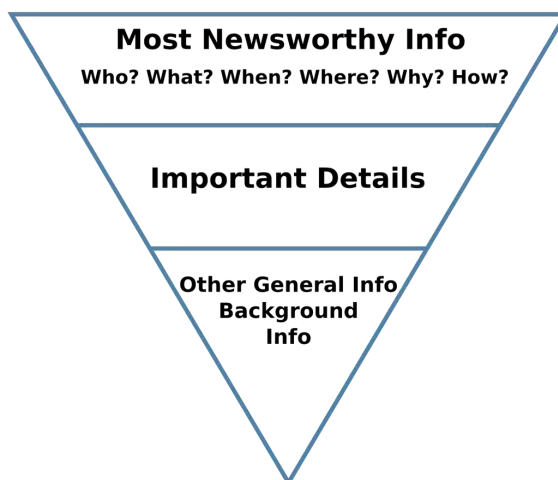 Most Newsworthy Info
Who? What? When? Where? Why? How?
Important Details
Other General Info
Background
Info